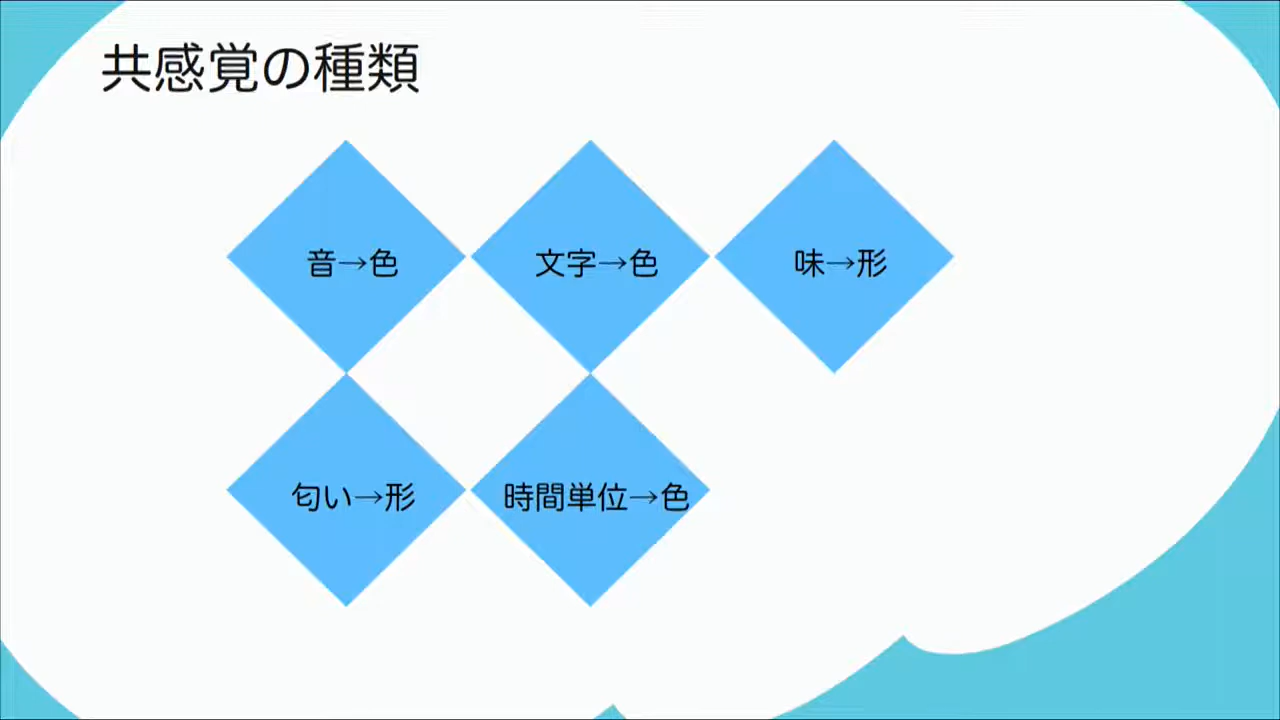 共感覚の種類
音→色
文字→色
味→形
匂い→形
時間単位→色